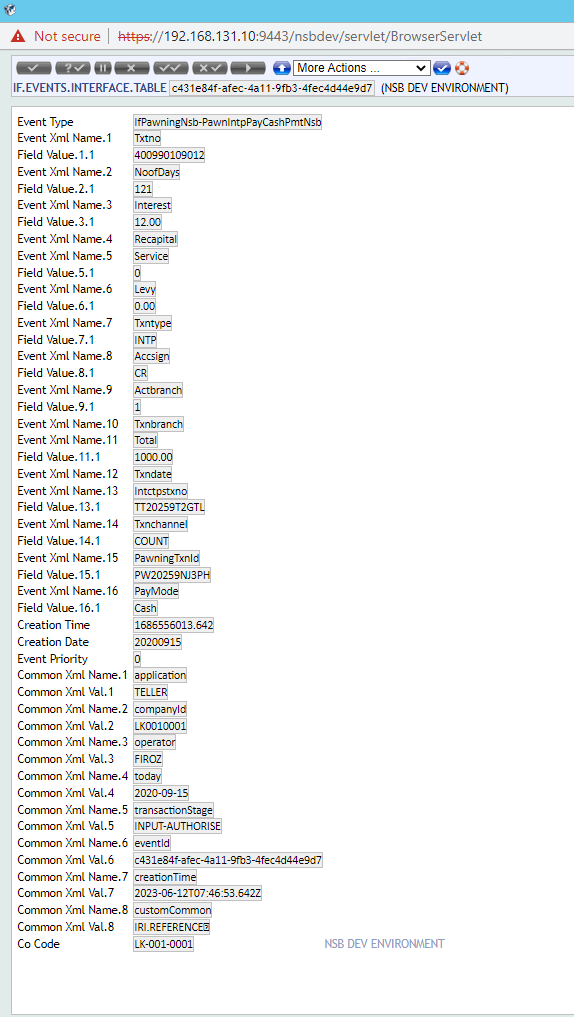 Not secure https://192.168.131.10:9443/nsbdev/servlet/BrowserServlet
More Actions ...
IF.EVENTS.INTERFACE.TABLE c431e84f-afec-4a11-9fb3-4fec4d44e9d7 (NSB DEV ENVIRONMENT)
Event Type IfPawningNsb-PawnIntpPayCashPmtNsb
Event Xml Name.1 Txtno
Field Value.1.1 400990109012
Event Xml Name.2 NoofDays
Field Value.2.1 121
Event Xml Name.3 Interest
Field Value.3.1 12.00
Event Xml Name.4 Recapital
Event Xml Name.5 Service
Field Value.5.1 0
Event Xml Name.6 Levy
Field Value.6.1 0.00
Event Xml Name.7 Txntype
Field Value.7.1 INTP
Event Xml Name.8 Accsign
Field Value.8.1 CR
Event Xml Name.9 Actbranch
Field Value.9.1 1
Event Xml Name.10 Txnbranch
Event Xml Name.11 Total
Field Value.11.1 1000.00
Event Xml Name.12 Txndate
Event Xml Name.13 Intctpstxno
Field Value.13.1 TT20259T2GTL
Event Xml Name.14 Txnchannel
Field Value.14.1 COUNT
Event Xml Name.15 PawningTxnId
Field Value.15.1 PW20259NJ3PH
Event Xml Name.16 PayMode
Field Value.16.1 Cash
Creation Time 1686556013.642
Creation Date 20200915
Event Priority 0
Common Xml Name.1 application
Common Xml Val.1 TELLER
Common Xml Name.2 companyId
Common Xml Val.2 LK0010001
Common Xml Name.3 operator
Common Xml Val.3 FIROZ
Common Xml Name.4 today
Common Xml Val.4 2020-09-15
Common Xml Name.5 transactionStage
Common Xml Val.5 INPUT-AUTHORISE
Common Xml Name.6 eventId
Common Xml Val.6 c431e84f-afec-4a11-9fb3-4fec4d44e9d7
Common Xml Name.7 creationTime
Common Xml Val.7 2023-06-12T07:46:53.642Z
Common Xml Name.8 customCommon
Common Xml Val.8 IRI.REFERENCE
Co Code LK-001-0001 NSB DEV ENVIRONMENT